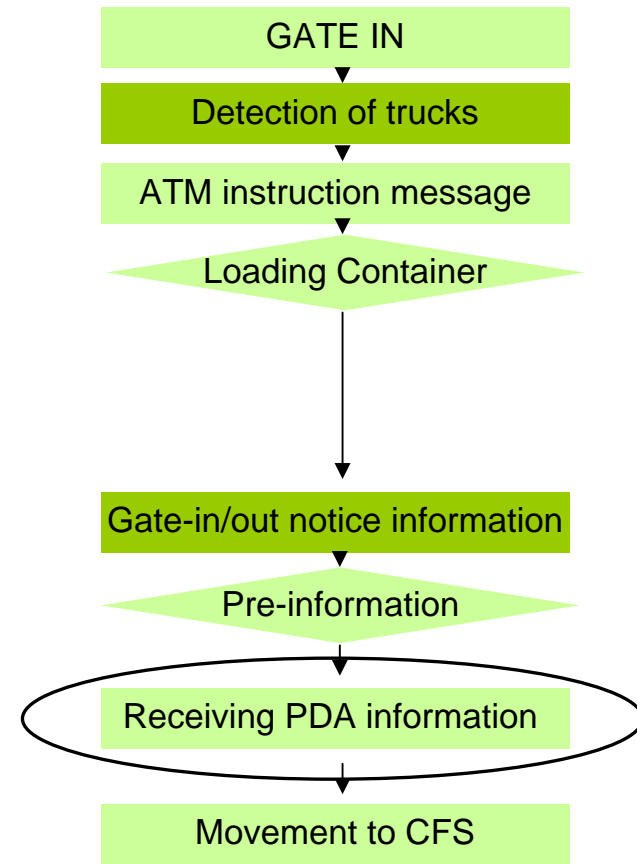 GATE IN
Detection of trucks
ATM instruction message
Loading Container
Gate-in/out notice information
Pre-information
Receiving PDA information
Movement to CFS